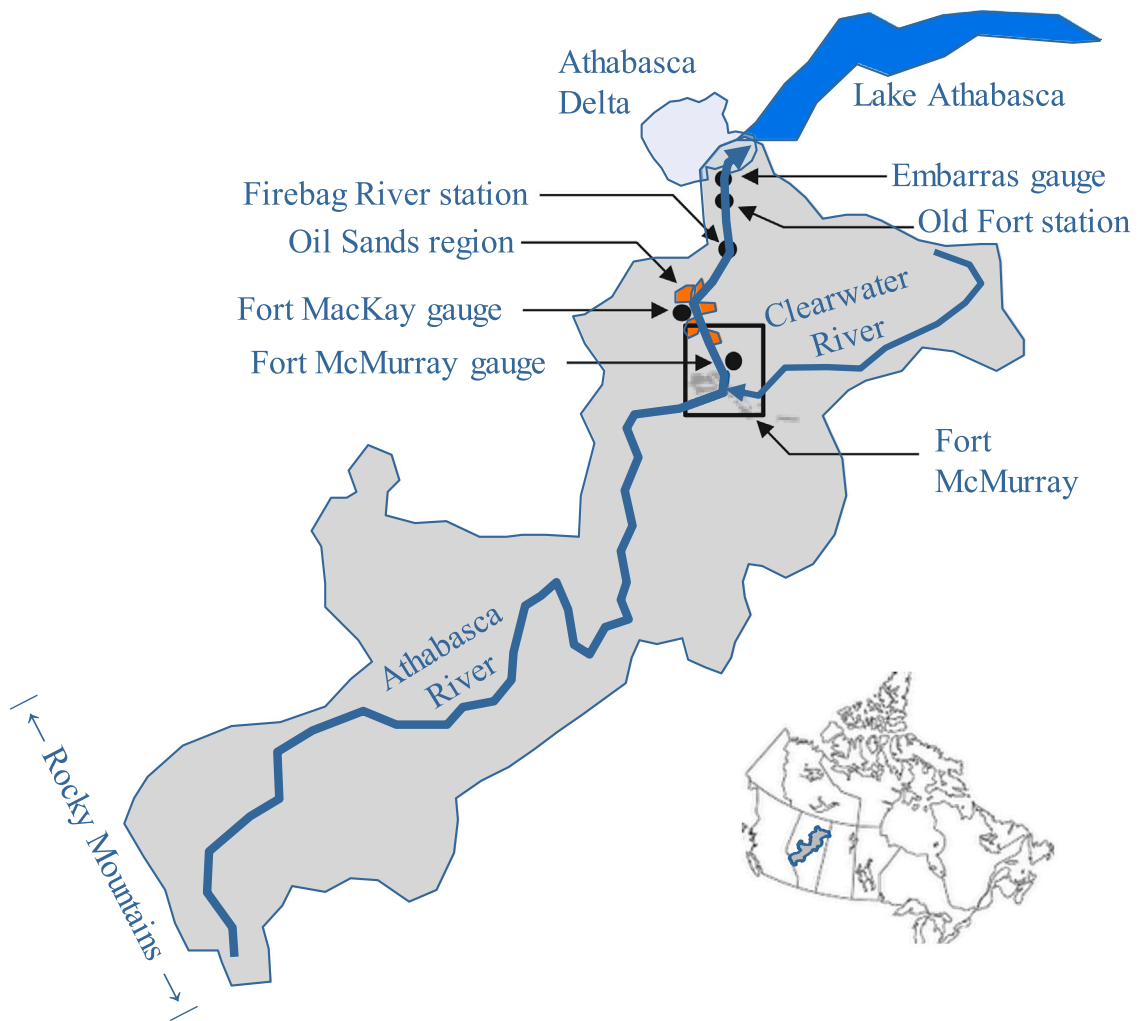 Athabasca
Delta
Lake Athabasca
Embarras gauge
Firebag River station
Old Fort station
Oil Sands region
Clearwater
River
Fort MacKay gauge
Fort McMurray gauge
Fort
McMurray
Athabasca
River
|← Rocky Mountains →|